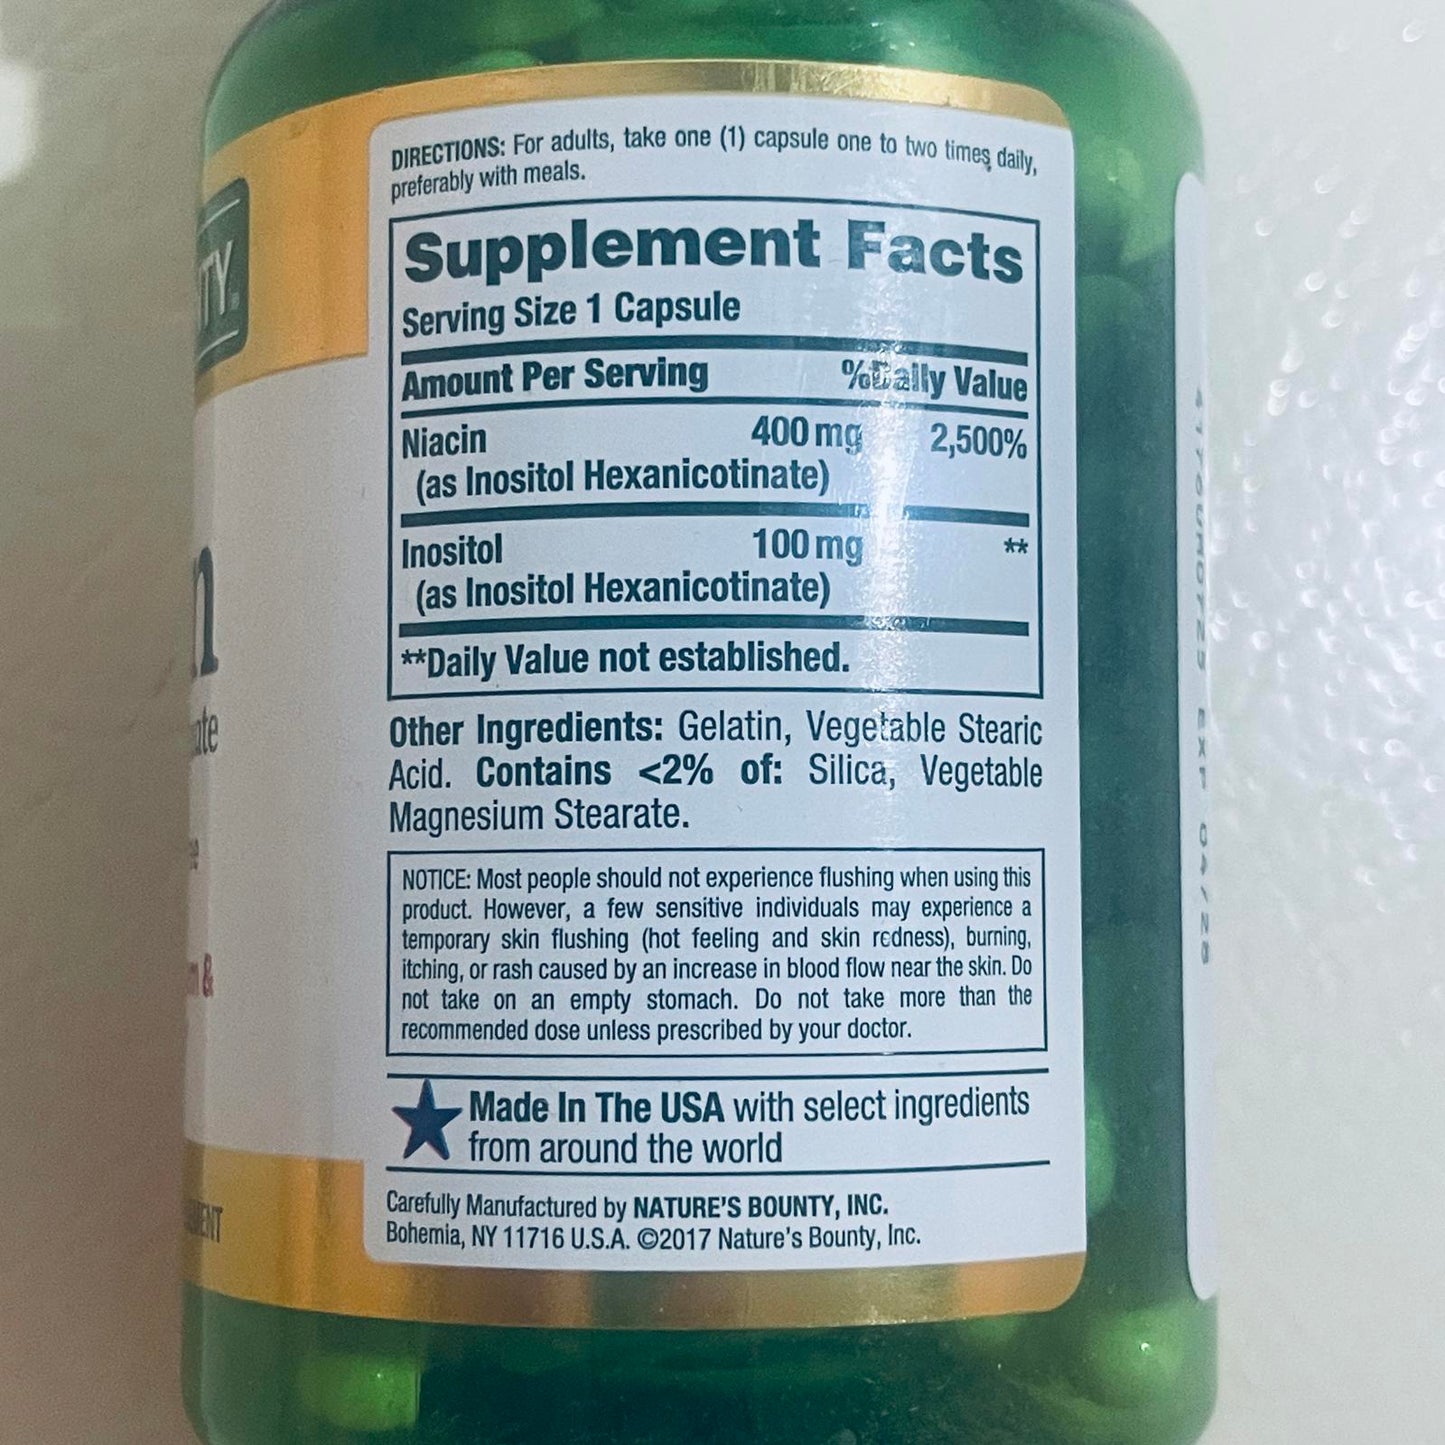 DIRECTIONS: For adults, take one (1) capsule one to two times daily,
preferably with meals.
Supplement Facts
Serving Size 1 Capsule
Amount Per Serving %Daily Value
Niacin 400 mg 2,500%
(as Inositol Hexanicotinate)
Inositol 100 mg **
(as Inositol Hexanicotinate)
**Daily Value not established.
Other Ingredients: Gelatin, Vegetable Stearic
Acid. Contains <2% of: Silica, Vegetable
Magnesium Stearate.
NOTICE: Most people should not experience flushing when using this
product. However, a few sensitive individuals may experience a
temporary skin flushing (hot feeling and skin redness), burning,
itching, or rash caused by an increase in blood flow near the skin. Do
not take on an empty stomach. Do not take more than the
recommended dose unless prescribed by your doctor.
Made In The USA with select ingredients
from around the world
Carefully Manufactured by NATURE'S BOUNTY, INC.
Bohemia, NY 11716 U.S.A. ©2017 Nature's Bounty, Inc.
&
EXP 04/28